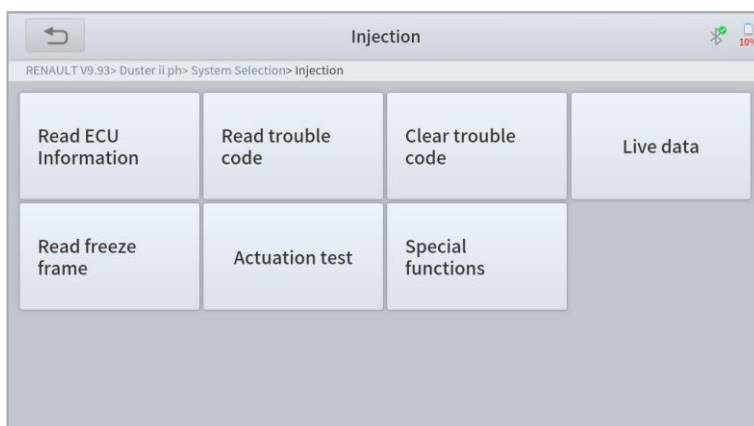 Injection
10%
RENAULT V9.93> Duster ii ph> System Selection> Injection
Read ECU
Information
Read trouble
code
Clear trouble
code
Live data
Read freeze
frame
Actuation test
Special
functions